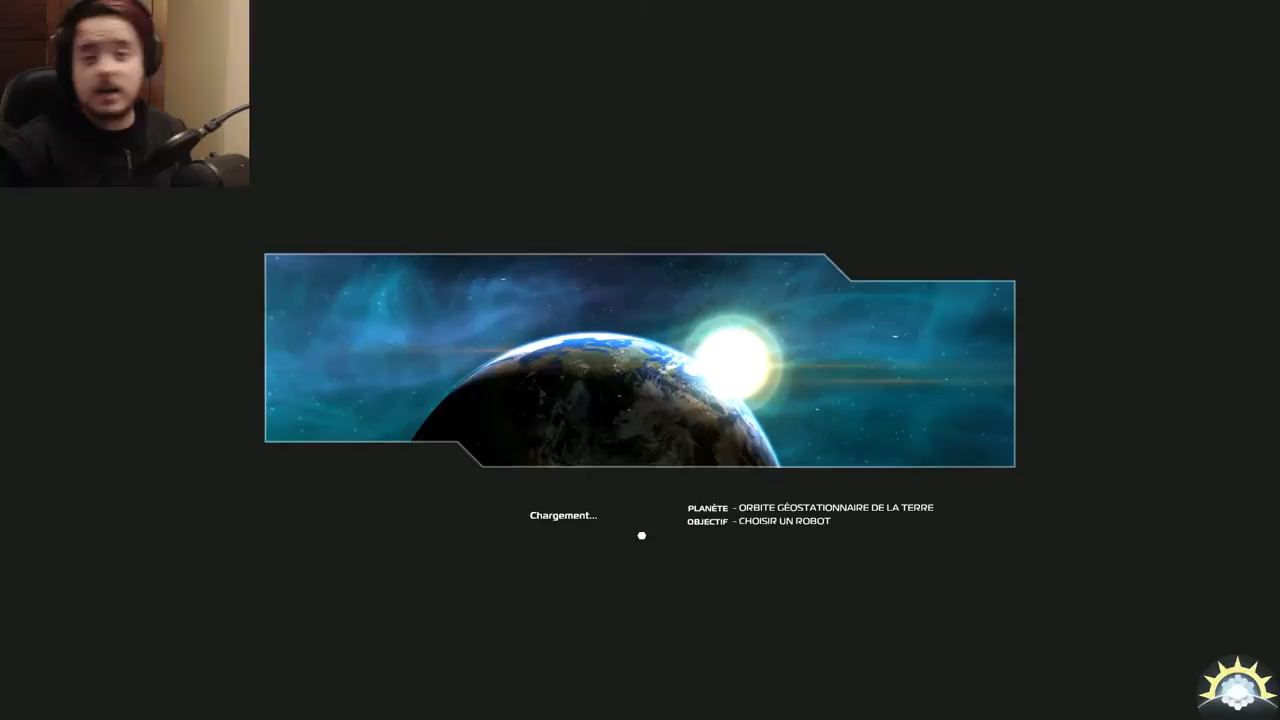 Chargement...
PLANÈTE - ORBITE GÉOSTATIONNAIRE DE LA TERRE
OBJECTIF - CHOISIR UN ROBOT